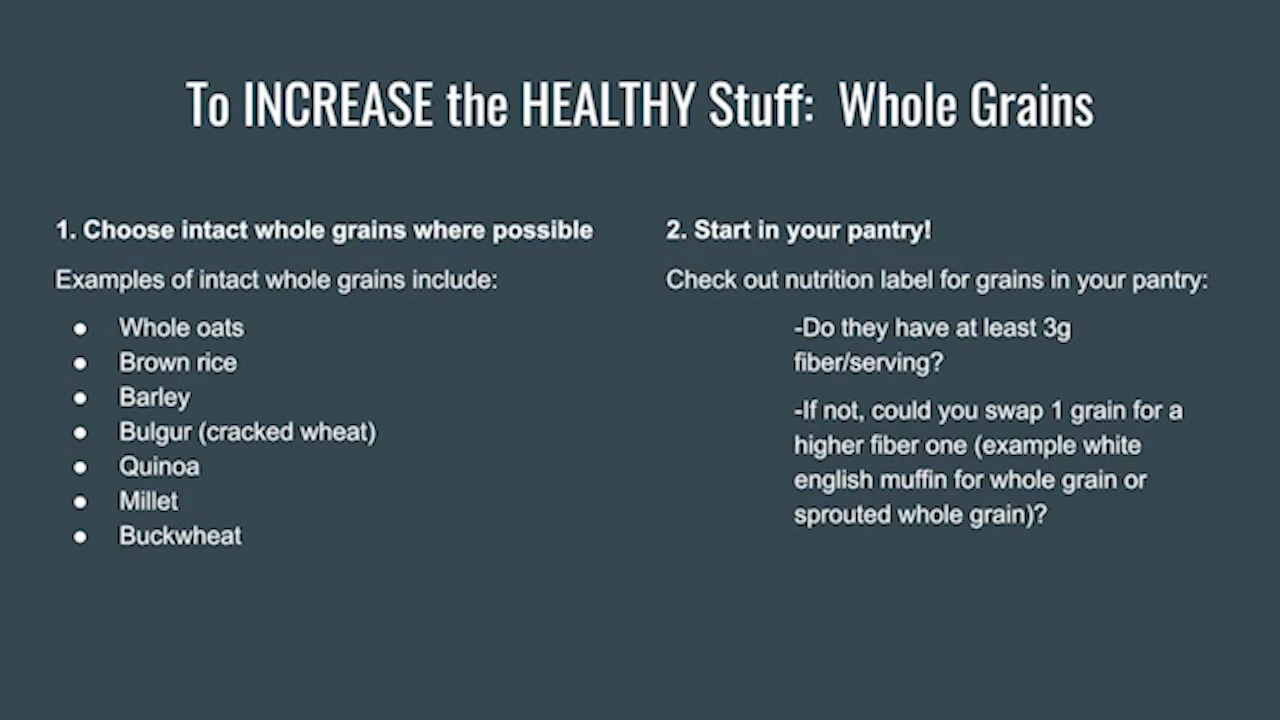 To INCREASE the HEALTHY Stuff: Whole Grains
1. Choose intact whole grains where possible
Examples of intact whole grains include:
● Whole oats
● Brown rice
● Barley
● Bulgur (cracked wheat)
● Quinoa
● Millet
● Buckwheat
2. Start in your pantry!
Check out nutrition label for grains in your pantry:
-Do they have at least 3g
fiber/serving?
-If not, could you swap 1 grain for a
higher fiber one (example white
english muffin for whole grain or
sprouted whole grain)?